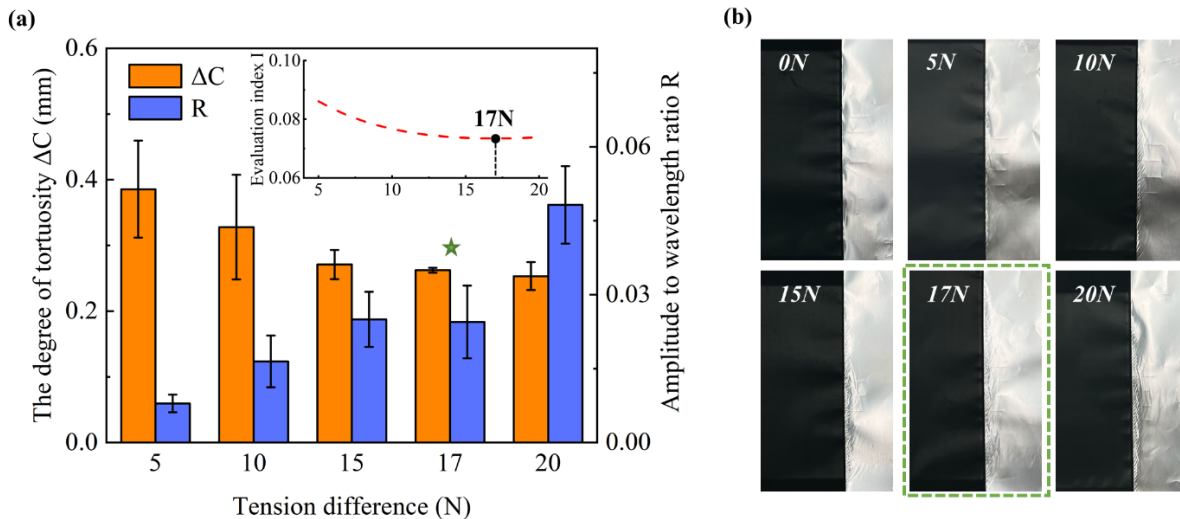 (a)
The degree of tortuosity ΔC (mm)
0.6
0.4
0.2
0.0
ΔC
R
Evaluation index I
0.10
0.08
0.06
17N
5
10
15
20
0.06
0.03
0.00
Amplitude to wavelength ratio R
5
10
15
17
20
Tension difference (N)
(b)
0N
5N
10N
15N
17N
20N